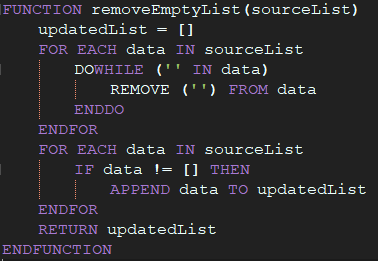 FUNCTION removeEmptyList(sourceList)
updatedList = []
FOR EACH data IN sourceList
DOWHILE ('' IN data)
REMOVE ('') FROM data
ENDDO
ENDFOR
FOR EACH data IN sourceList
IF data != [] THEN
APPEND data TO updatedList
ENDFOR
RETURN updatedList
ENDFUNCTION